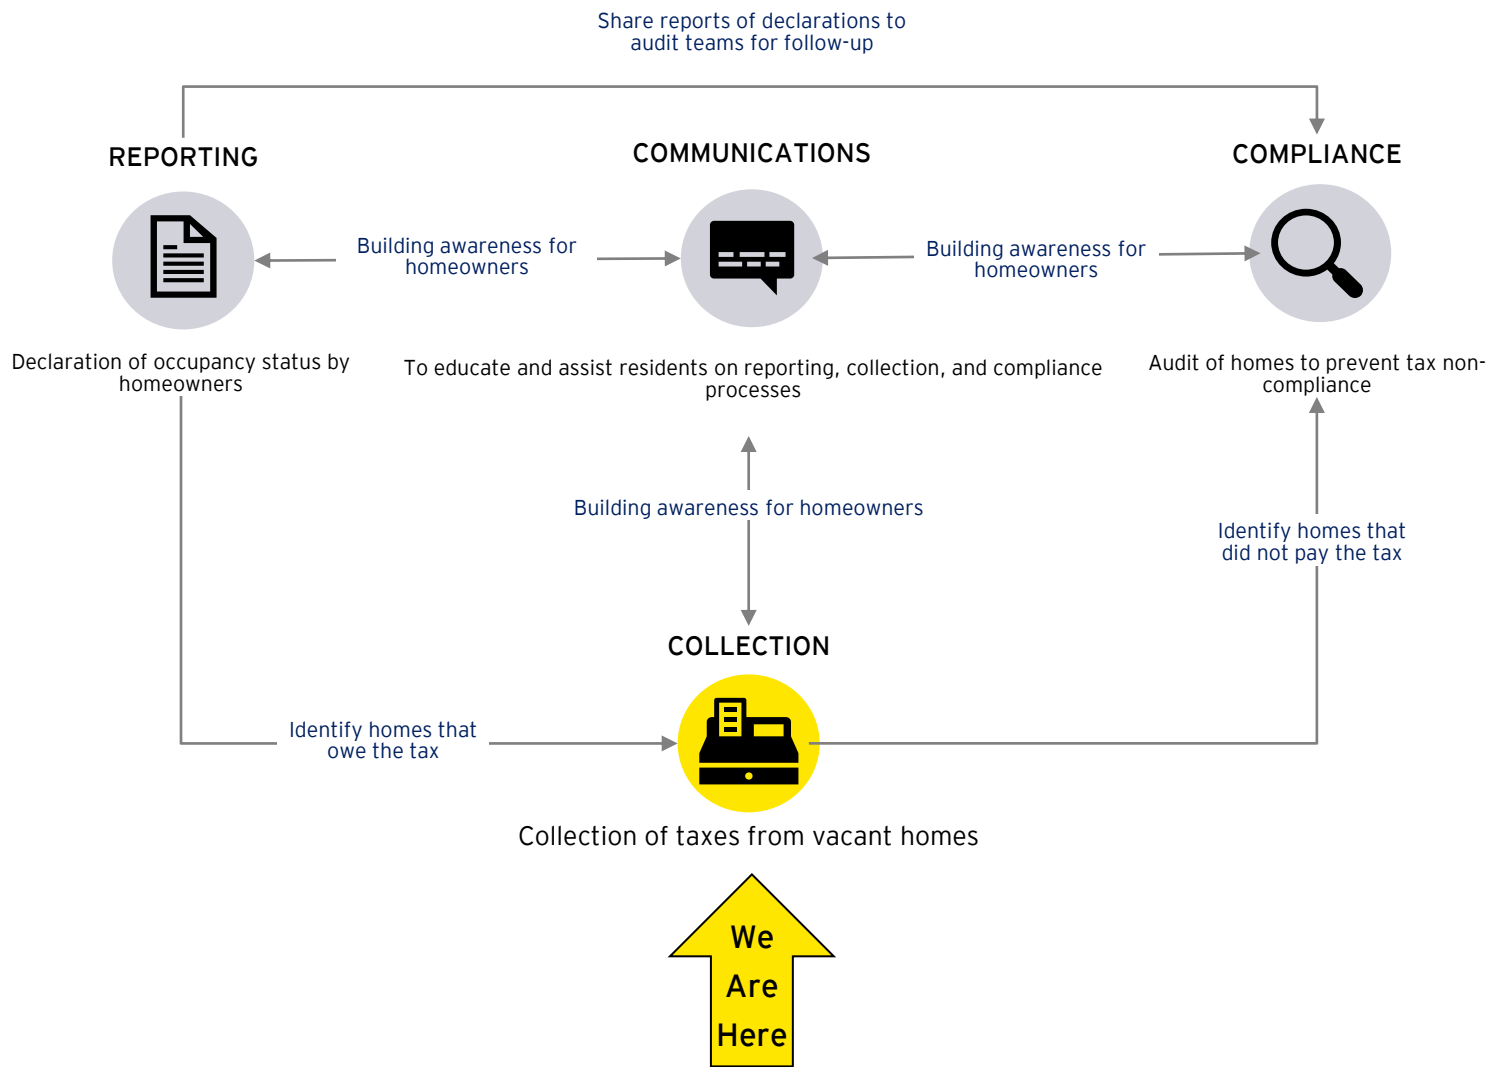 Share reports of declarations to
audit teams for follow-up
REPORTING
COMMUNICATIONS
COMPLIANCE
Building awareness for
homeowners
Building awareness for
homeowners
Declaration of occupancy status by
homeowners
To educate and assist residents on reporting, collection, and compliance
processes
Audit of homes to prevent tax non-
compliance
Building awareness for homeowners
Identify homes that
did not pay the tax
COLLECTION
Identify homes that
owe the tax
Collection of taxes from vacant homes
We
Are
Here